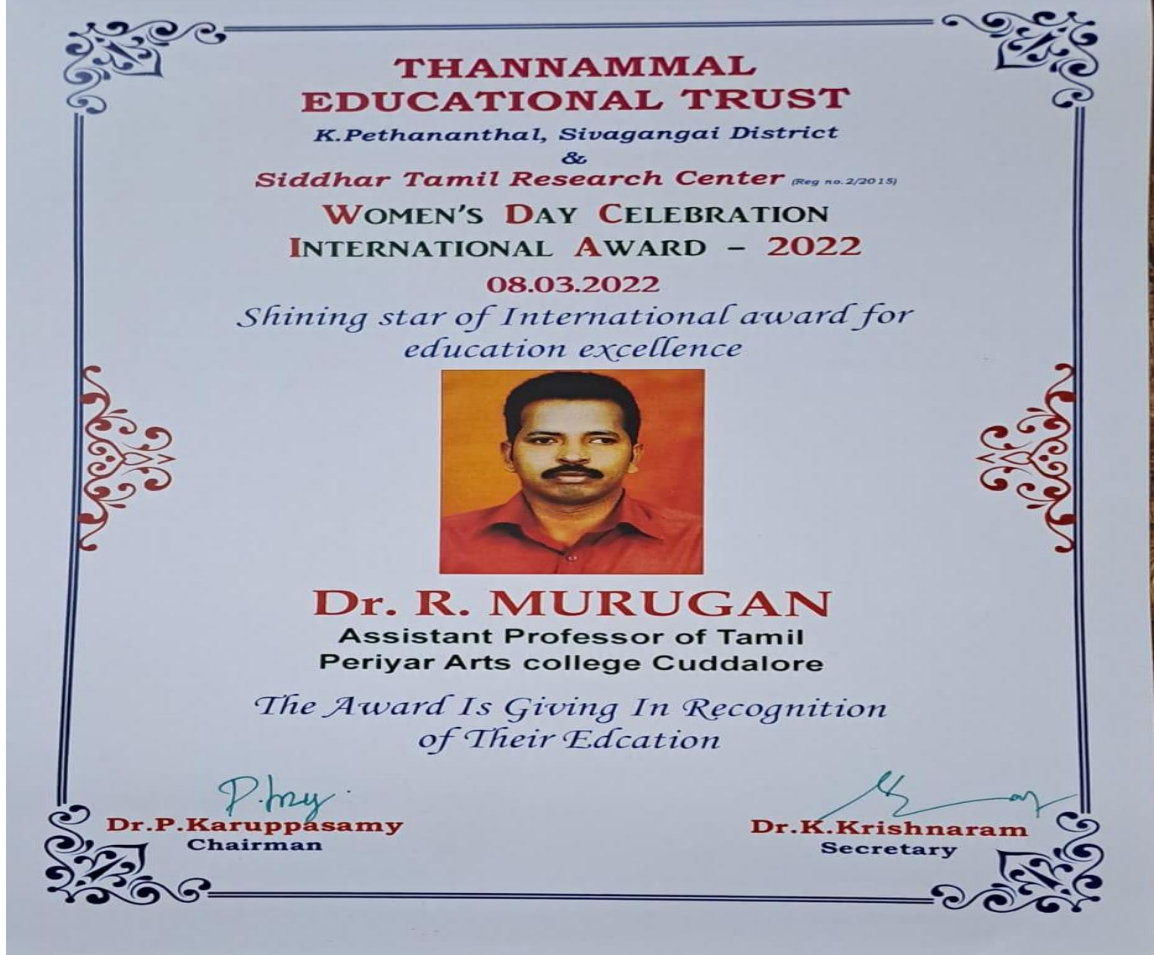 THANNAMMAL
EDUCATIONAL TRUST
K.Pethananthal, Sivagangai District
&
Siddhar Tamil Research Center (Reg no.2/2015)
WOMEN'S DAY CELEBRATION
INTERNATIONAL AWARD – 2022
08.03.2022
Shining star of International award for
education excellence
Dr. R. MURUGAN
Assistant Professor of Tamil
Periyar Arts college Cuddalore
The Award Is Giving In Recognition
of Their Edcation
Dr.P.Karuppasamy
Chairman
Dr.K.Krishnaram
Secretary